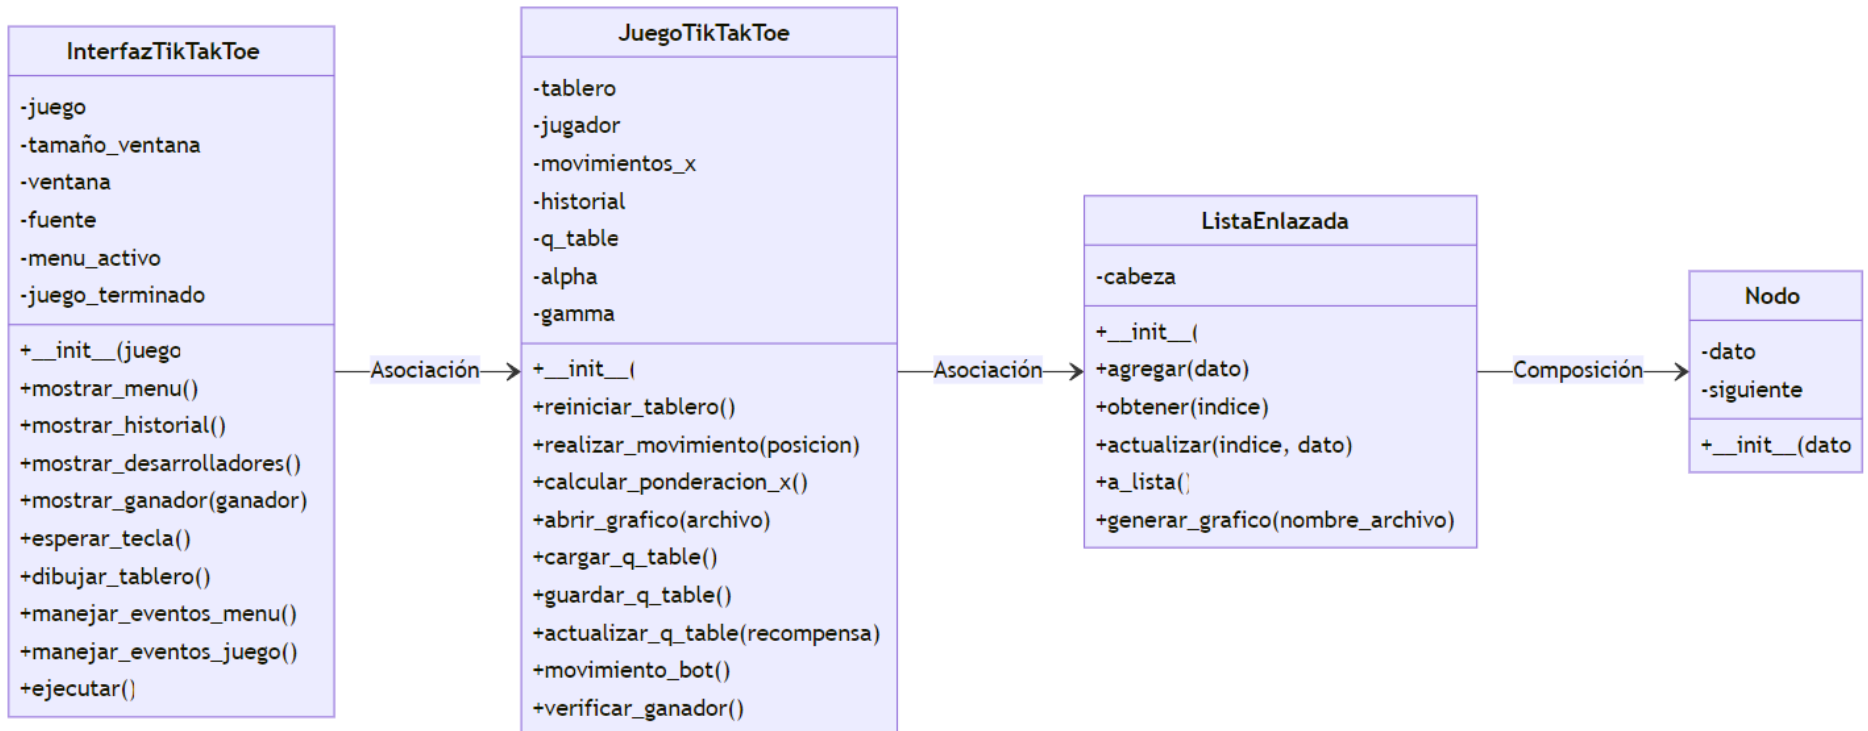 InterfazTikTakToe
-juego
-tamaño_ventana
-ventana
-fuente
-menu_activo
-juego_terminado
+__init__(juego
+mostrar_menu()
+mostrar_historial()
+mostrar_desarrolladores()
+mostrar_ganador(ganador)
+esperar_tecla()
+dibujar_tablero()
+manejar_eventos_menu()
+manejar_eventos_juego()
+ejecutar()
Asociación
JuegoTikTakToe
-tablero
-jugador
-movimientos_x
-historial
-q_table
-alpha
-gamma
+__init__(
+reiniciar_tablero()
+realizar_movimiento(posicion)
+calcular_ponderacion_x()
+abrir_grafico(archivo)
+cargar_q_table()
+guardar_q_table()
+actualizar_q_table(recompensa)
+movimiento_bot()
+verificar_ganador()
Asociación
ListaEnlazada
-cabeza
+__init__(
+agregar(dato)
+obtener(indice)
+actualizar(indice, dato)
+a_lista()
+generar_grafico(nombre_archivo)
Composición
Nodo
-dato
-siguiente
+__init__(dato